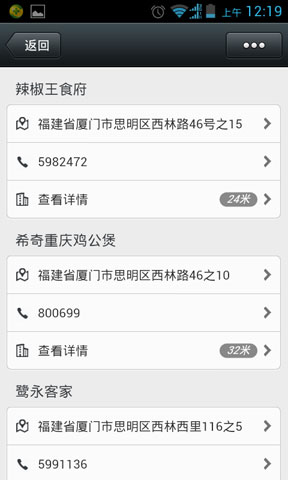 上午 12:19
返回
辣椒王食府
福建省厦门市思明区西林路46号之15
5982472
查看详情 24米
希奇重庆鸡公煲
福建省厦门市思明区西林路46之10
800699
查看详情 32米
鹭永客家
福建省厦门市思明区西林西里116之5
5991136